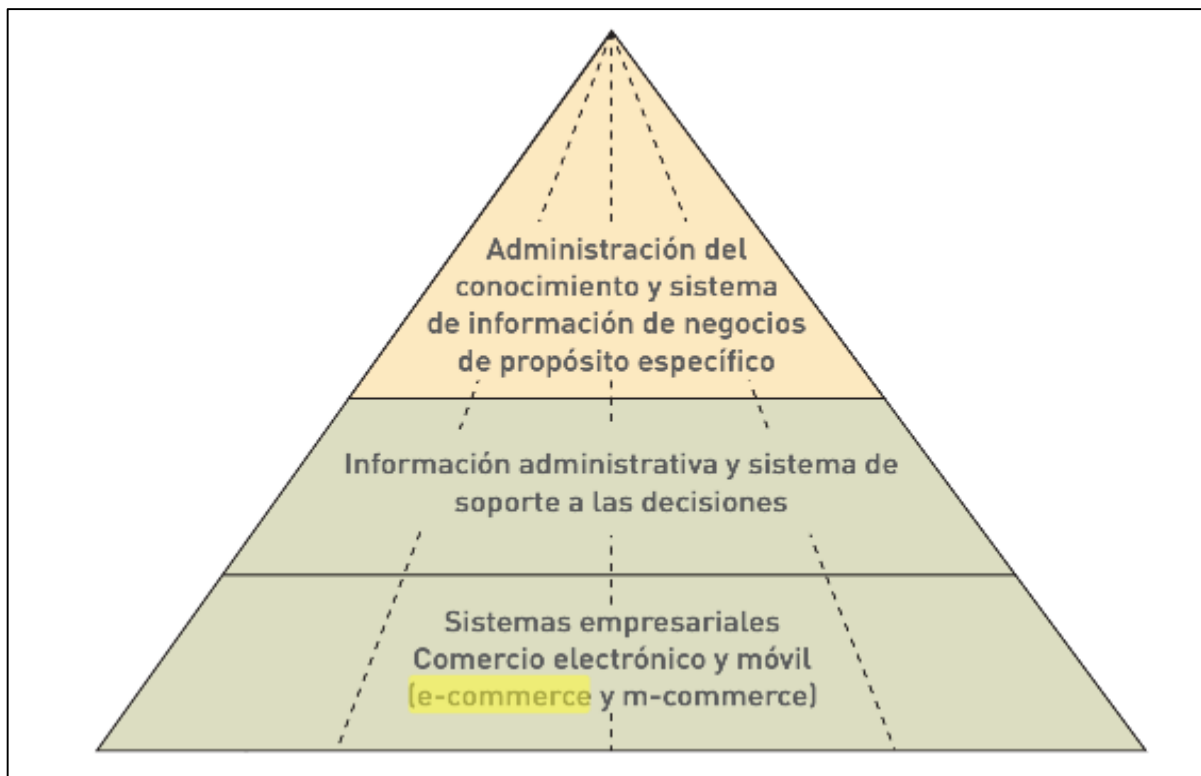 Administración del
conocimiento y sistema
de información de negocios
de propósito específico
Información administrativa y sistema de
soporte a las decisiones
Sistemas empresariales
Comercio electrónico y móvil
(e-commerce y m-commerce)